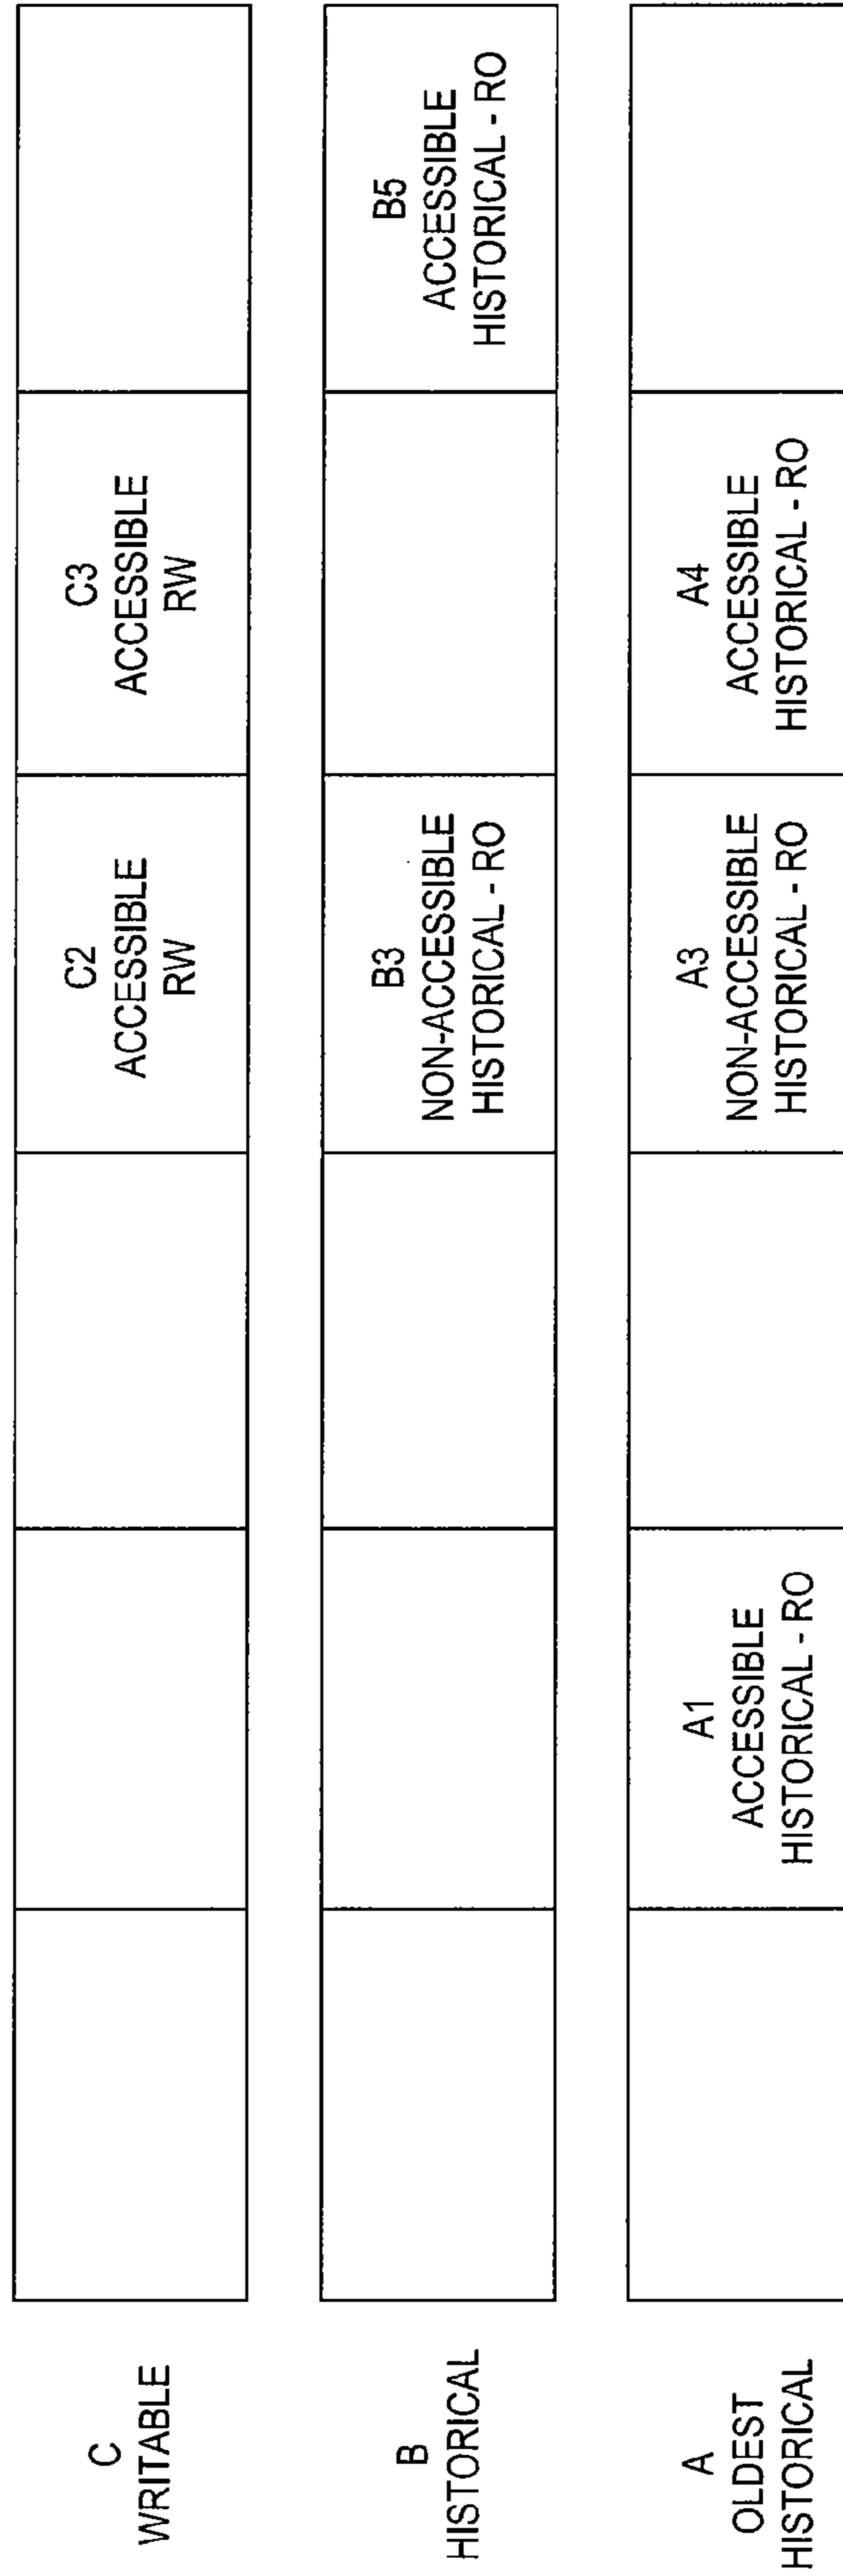 C
WRITABLE
C2
ACCESSIBLE
RW
C3
ACCESSIBLE
RW
B
HISTORICAL
B3
NON-ACCESSIBLE
HISTORICAL - RO
B5
ACCESSIBLE
HISTORICAL - RO
A
OLDEST
HISTORICAL
A1
ACCESSIBLE
HISTORICAL - RO
A3
NON-ACCESSIBLE
HISTORICAL - RO
A4
ACCESSIBLE
HISTORICAL - RO